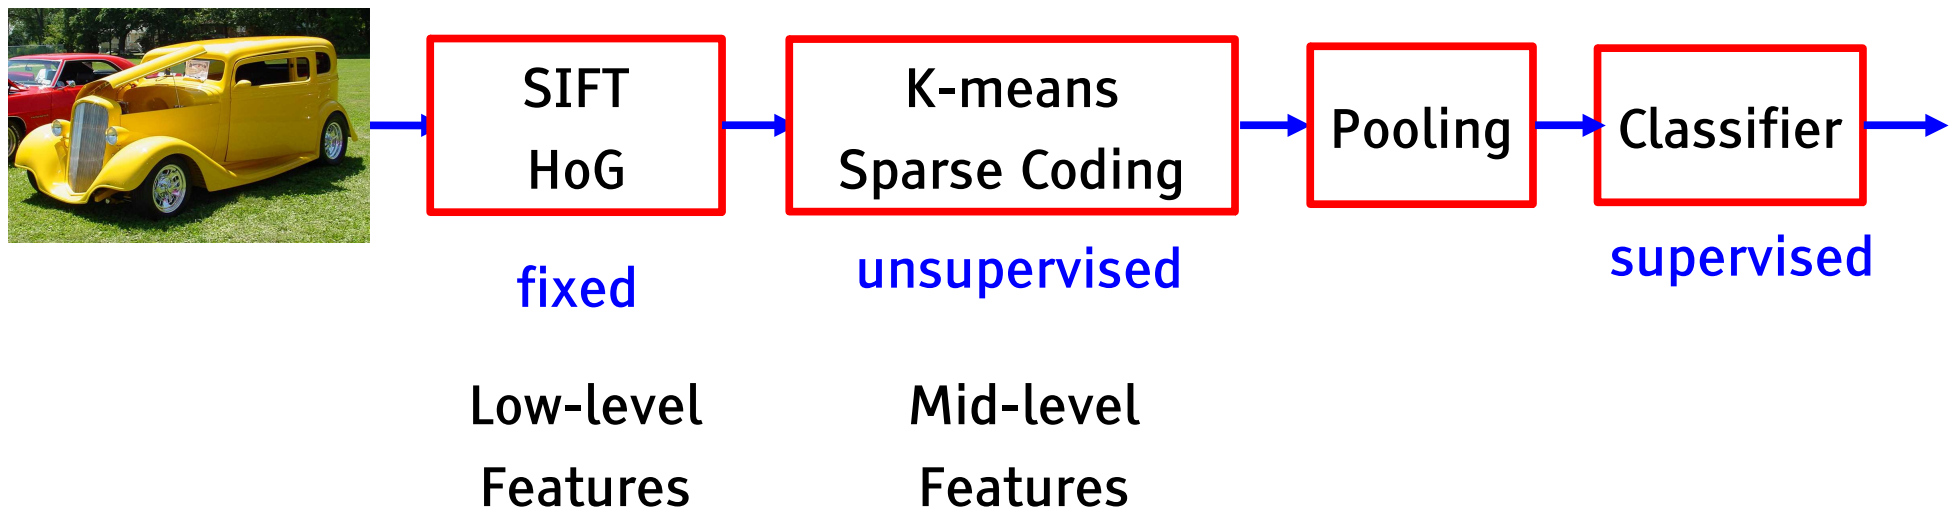 SIFT
HoG
K-means
Sparse Coding
Pooling
Classifier
fixed
unsupervised
supervised
Low-level
Features
Mid-level
Features